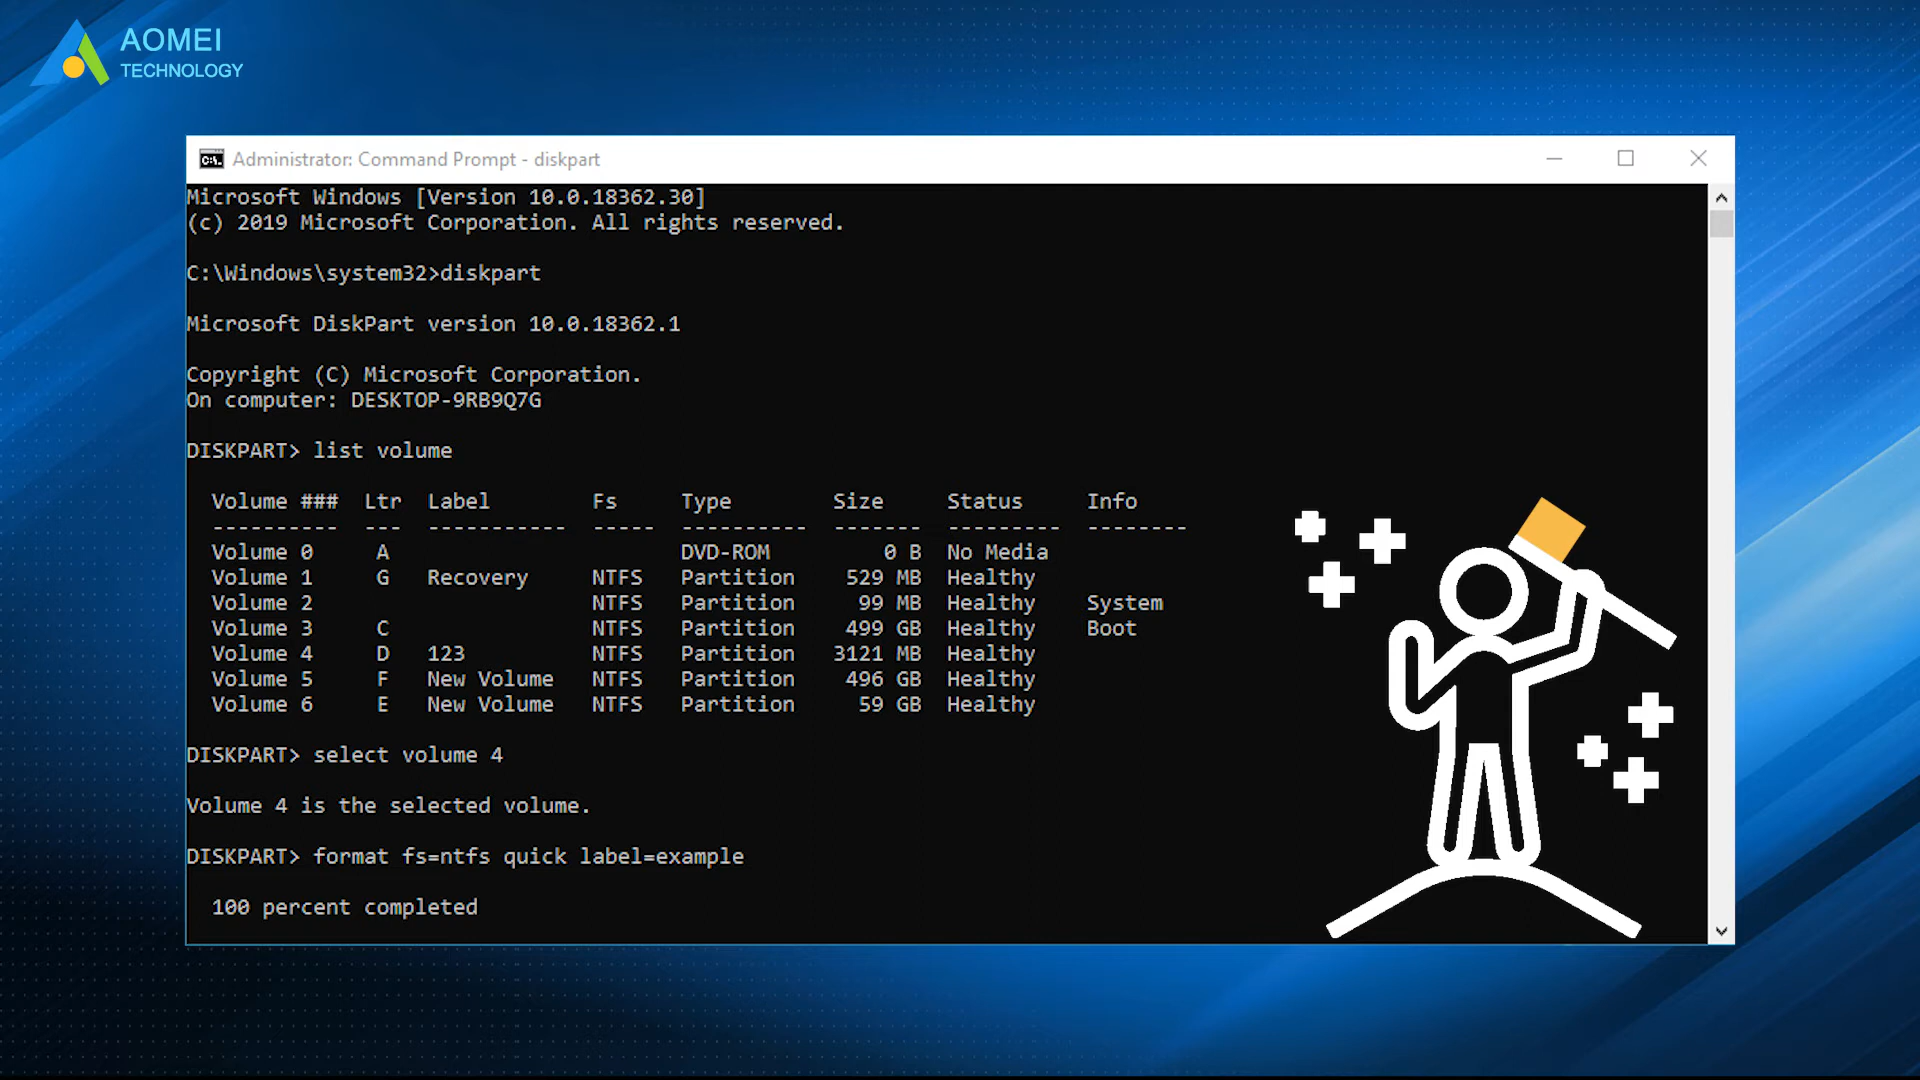 AOMEI
TECHNOLOGY
C:\. Administrator: Command Prompt - diskpart
Microsoft Windows [Version 10.0.18362.30]
(c) 2019 Microsoft Corporation. All rights reserved.
C:\Windows\system32>diskpart
Microsoft DiskPart version 10.0.18362.1
Copyright (C) Microsoft Corporation.
On computer: DESKTOP-9RB9Q7G
DISKPART> list volume
Volume ###  Ltr  Label        Fs     Type        Size     Status     Info
----------  ---  -----------  -----  ----------  -------  ---------  --------
Volume 0     A                       DVD-ROM         0 B  No Media
Volume 1     G   Recovery     NTFS   Partition    529 MB  Healthy
Volume 2                      NTFS   Partition     99 MB  Healthy    System
Volume 3     C                NTFS   Partition    499 GB  Healthy    Boot
Volume 4     D   123          NTFS   Partition   3121 MB  Healthy
Volume 5     F   New Volume   NTFS   Partition    496 GB  Healthy
Volume 6     E   New Volume   NTFS   Partition     59 GB  Healthy
DISKPART> select volume 4
Volume 4 is the selected volume.
DISKPART> format fs=ntfs quick label=example
100 percent completed